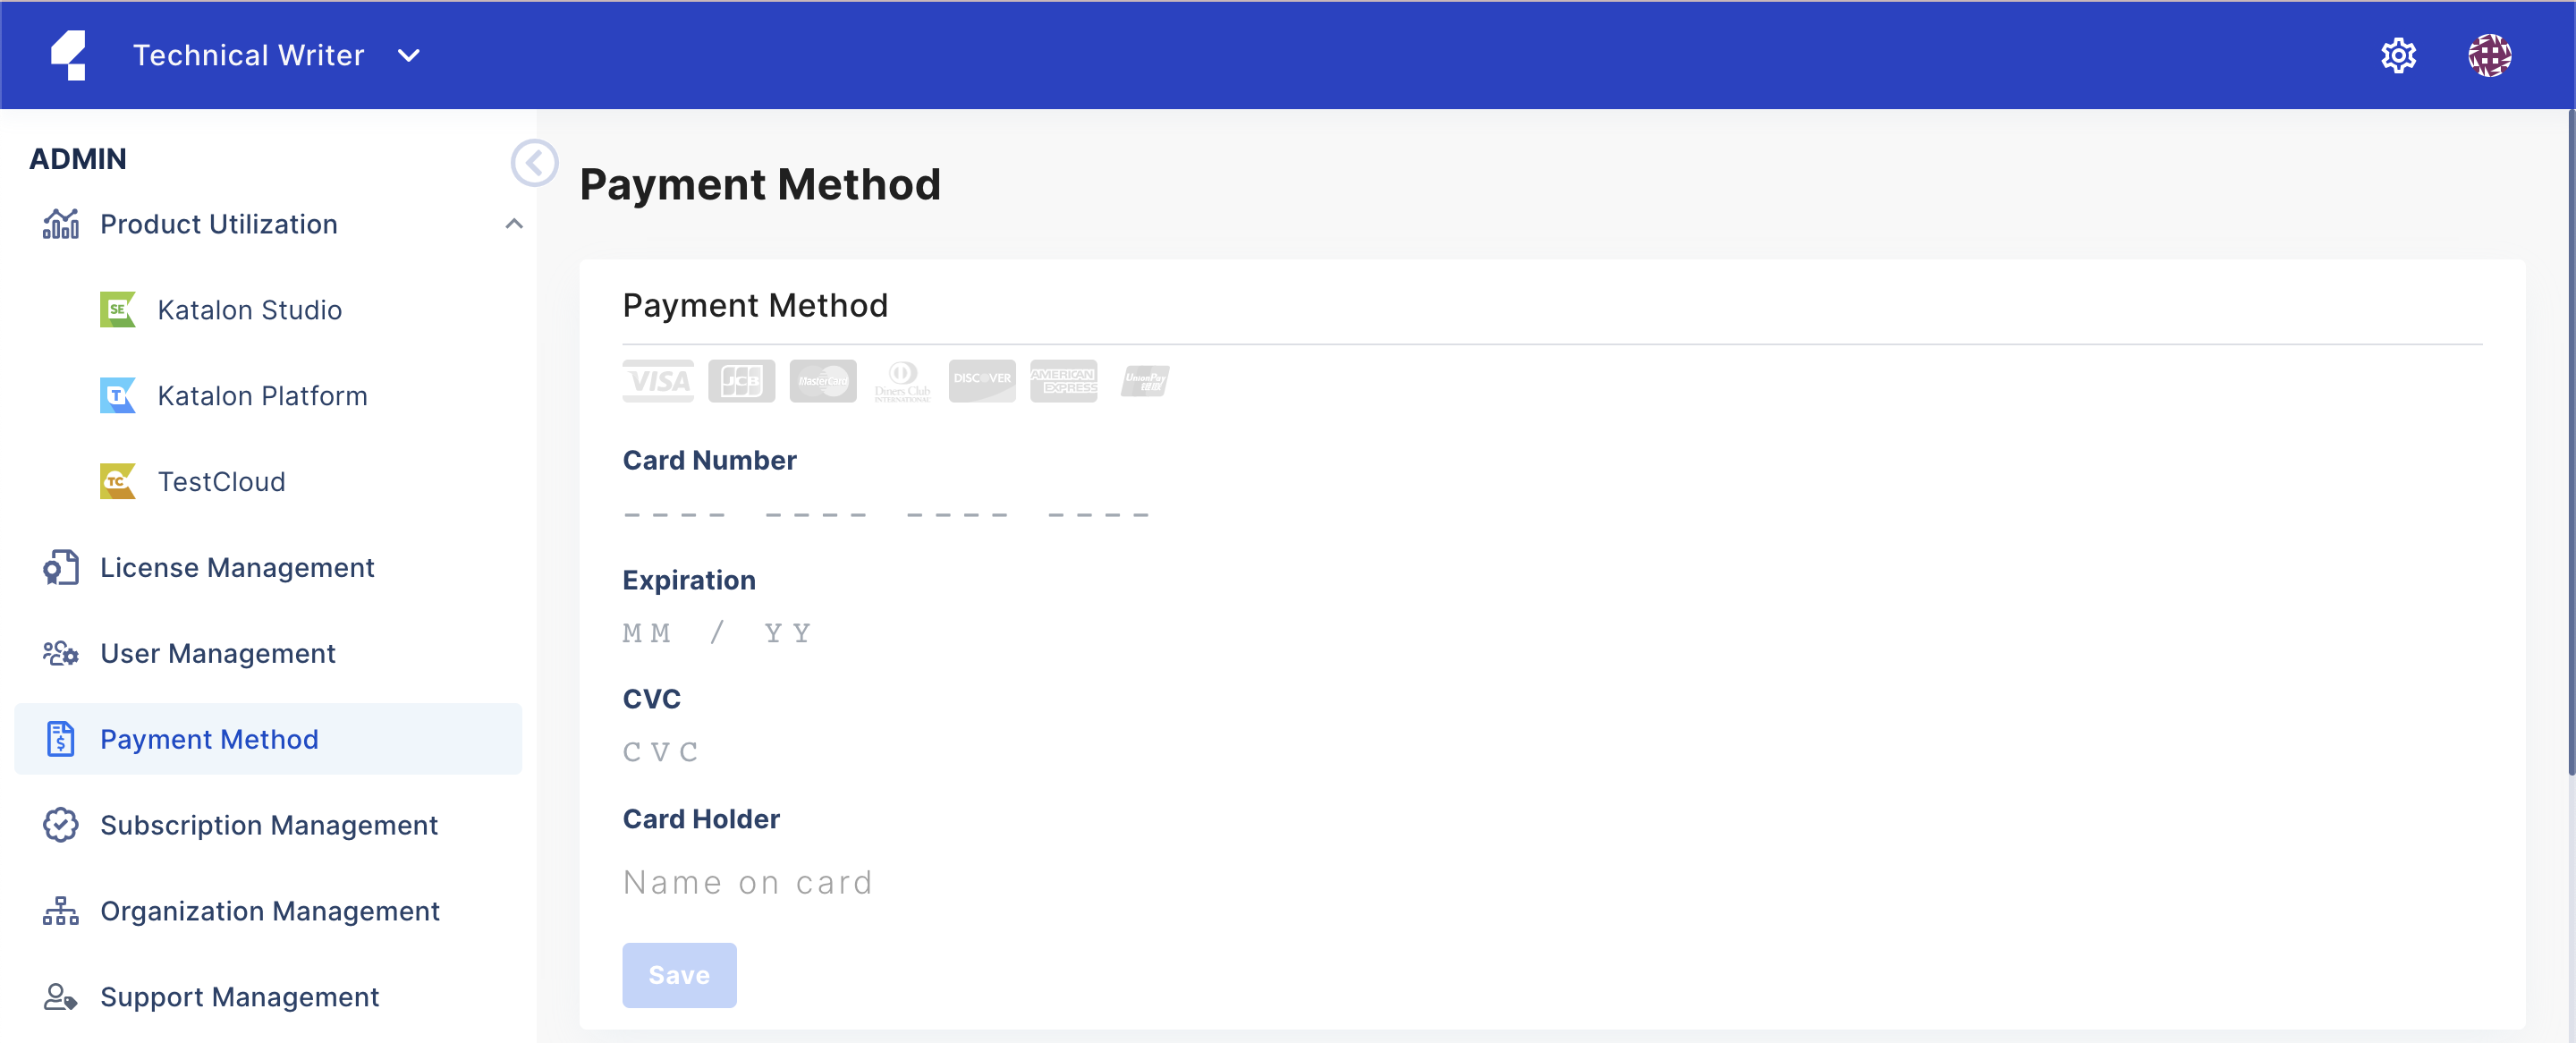 Technical Writer
ADMIN
Product Utilization
SE
Katalon Studio
T
Katalon Platform
TC
TestCloud
License Management
User Management
$
Payment Method
Subscription Management
Organization Management
Support Management
Payment Method
Payment Method
VISA JCB MasterCard Diners Club INTERNATIONAL DISCOVER AMERICAN EXPRESS UnionPay 银联
Card Number
---- ---- ---- ----
Expiration
MM / YY
CVC
CVC
Card Holder
Name on card
Save